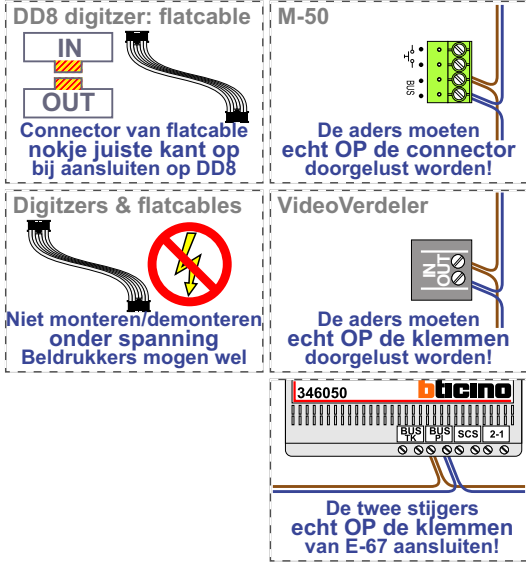 DD8 digitzer: flatcable
IN
OUT
Connector van flatcable
nokje juiste kant op
bij aansluiten op DD8
M-50
BUS
De aders moeten
echt OP de connector
doorgelust worden!
Digitzers & flatcables
Niet monteren/demonteren
onder spanning
Beldrukkers mogen wel
VideoVerdeler
IN
OUT
De aders moeten
echt OP de klemmen
doorgelust worden!
346050
bticino
BUS TK
BUS PI
SCS
2-1
De twee stijgers
echt OP de klemmen
van E-67 aansluiten!